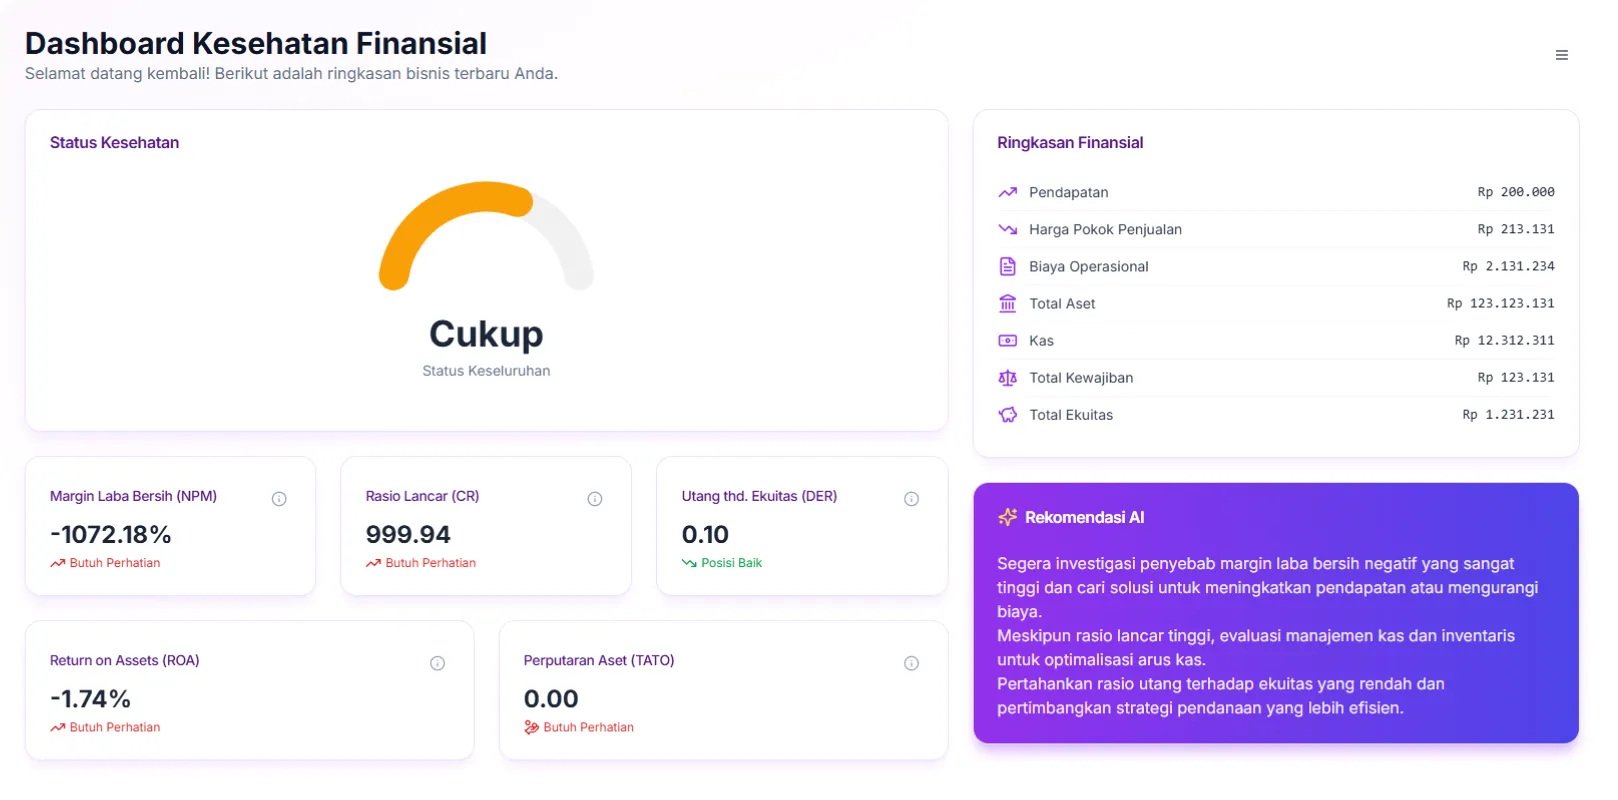 Dashboard Kesehatan Finansial
Selamat datang kembali! Berikut adalah ringkasan bisnis terbaru Anda.
Status Kesehatan
Cukup
Status Keseluruhan
Margin Laba Bersih (NPM)
-1072.18%
Butuh Perhatian
Rasio Lancar (CR)
999.94
Butuh Perhatian
Utang thd. Ekuitas (DER)
0.10
Posisi Baik
Return on Assets (ROA)
-1.74%
Butuh Perhatian
Perputaran Aset (TATO)
0.00
Butuh Perhatian
Ringkasan Finansial
Pendapatan Rp 200.000
Harga Pokok Penjualan Rp 213.131
Biaya Operasional Rp 2.131.234
Total Aset Rp 123.123.131
Kas Rp 12.312.311
Total Kewajiban Rp 123.131
Total Ekuitas Rp 1.231.231
Rekomendasi AI
Segera investigasi penyebab margin laba bersih negatif yang sangat
tinggi dan cari solusi untuk meningkatkan pendapatan atau mengurangi
biaya.
Meskipun rasio lancar tinggi, evaluasi manajemen kas dan inventaris
untuk optimalisasi arus kas.
Pertahankan rasio utang terhadap ekuitas yang rendah dan
pertimbangkan strategi pendanaan yang lebih efisien.